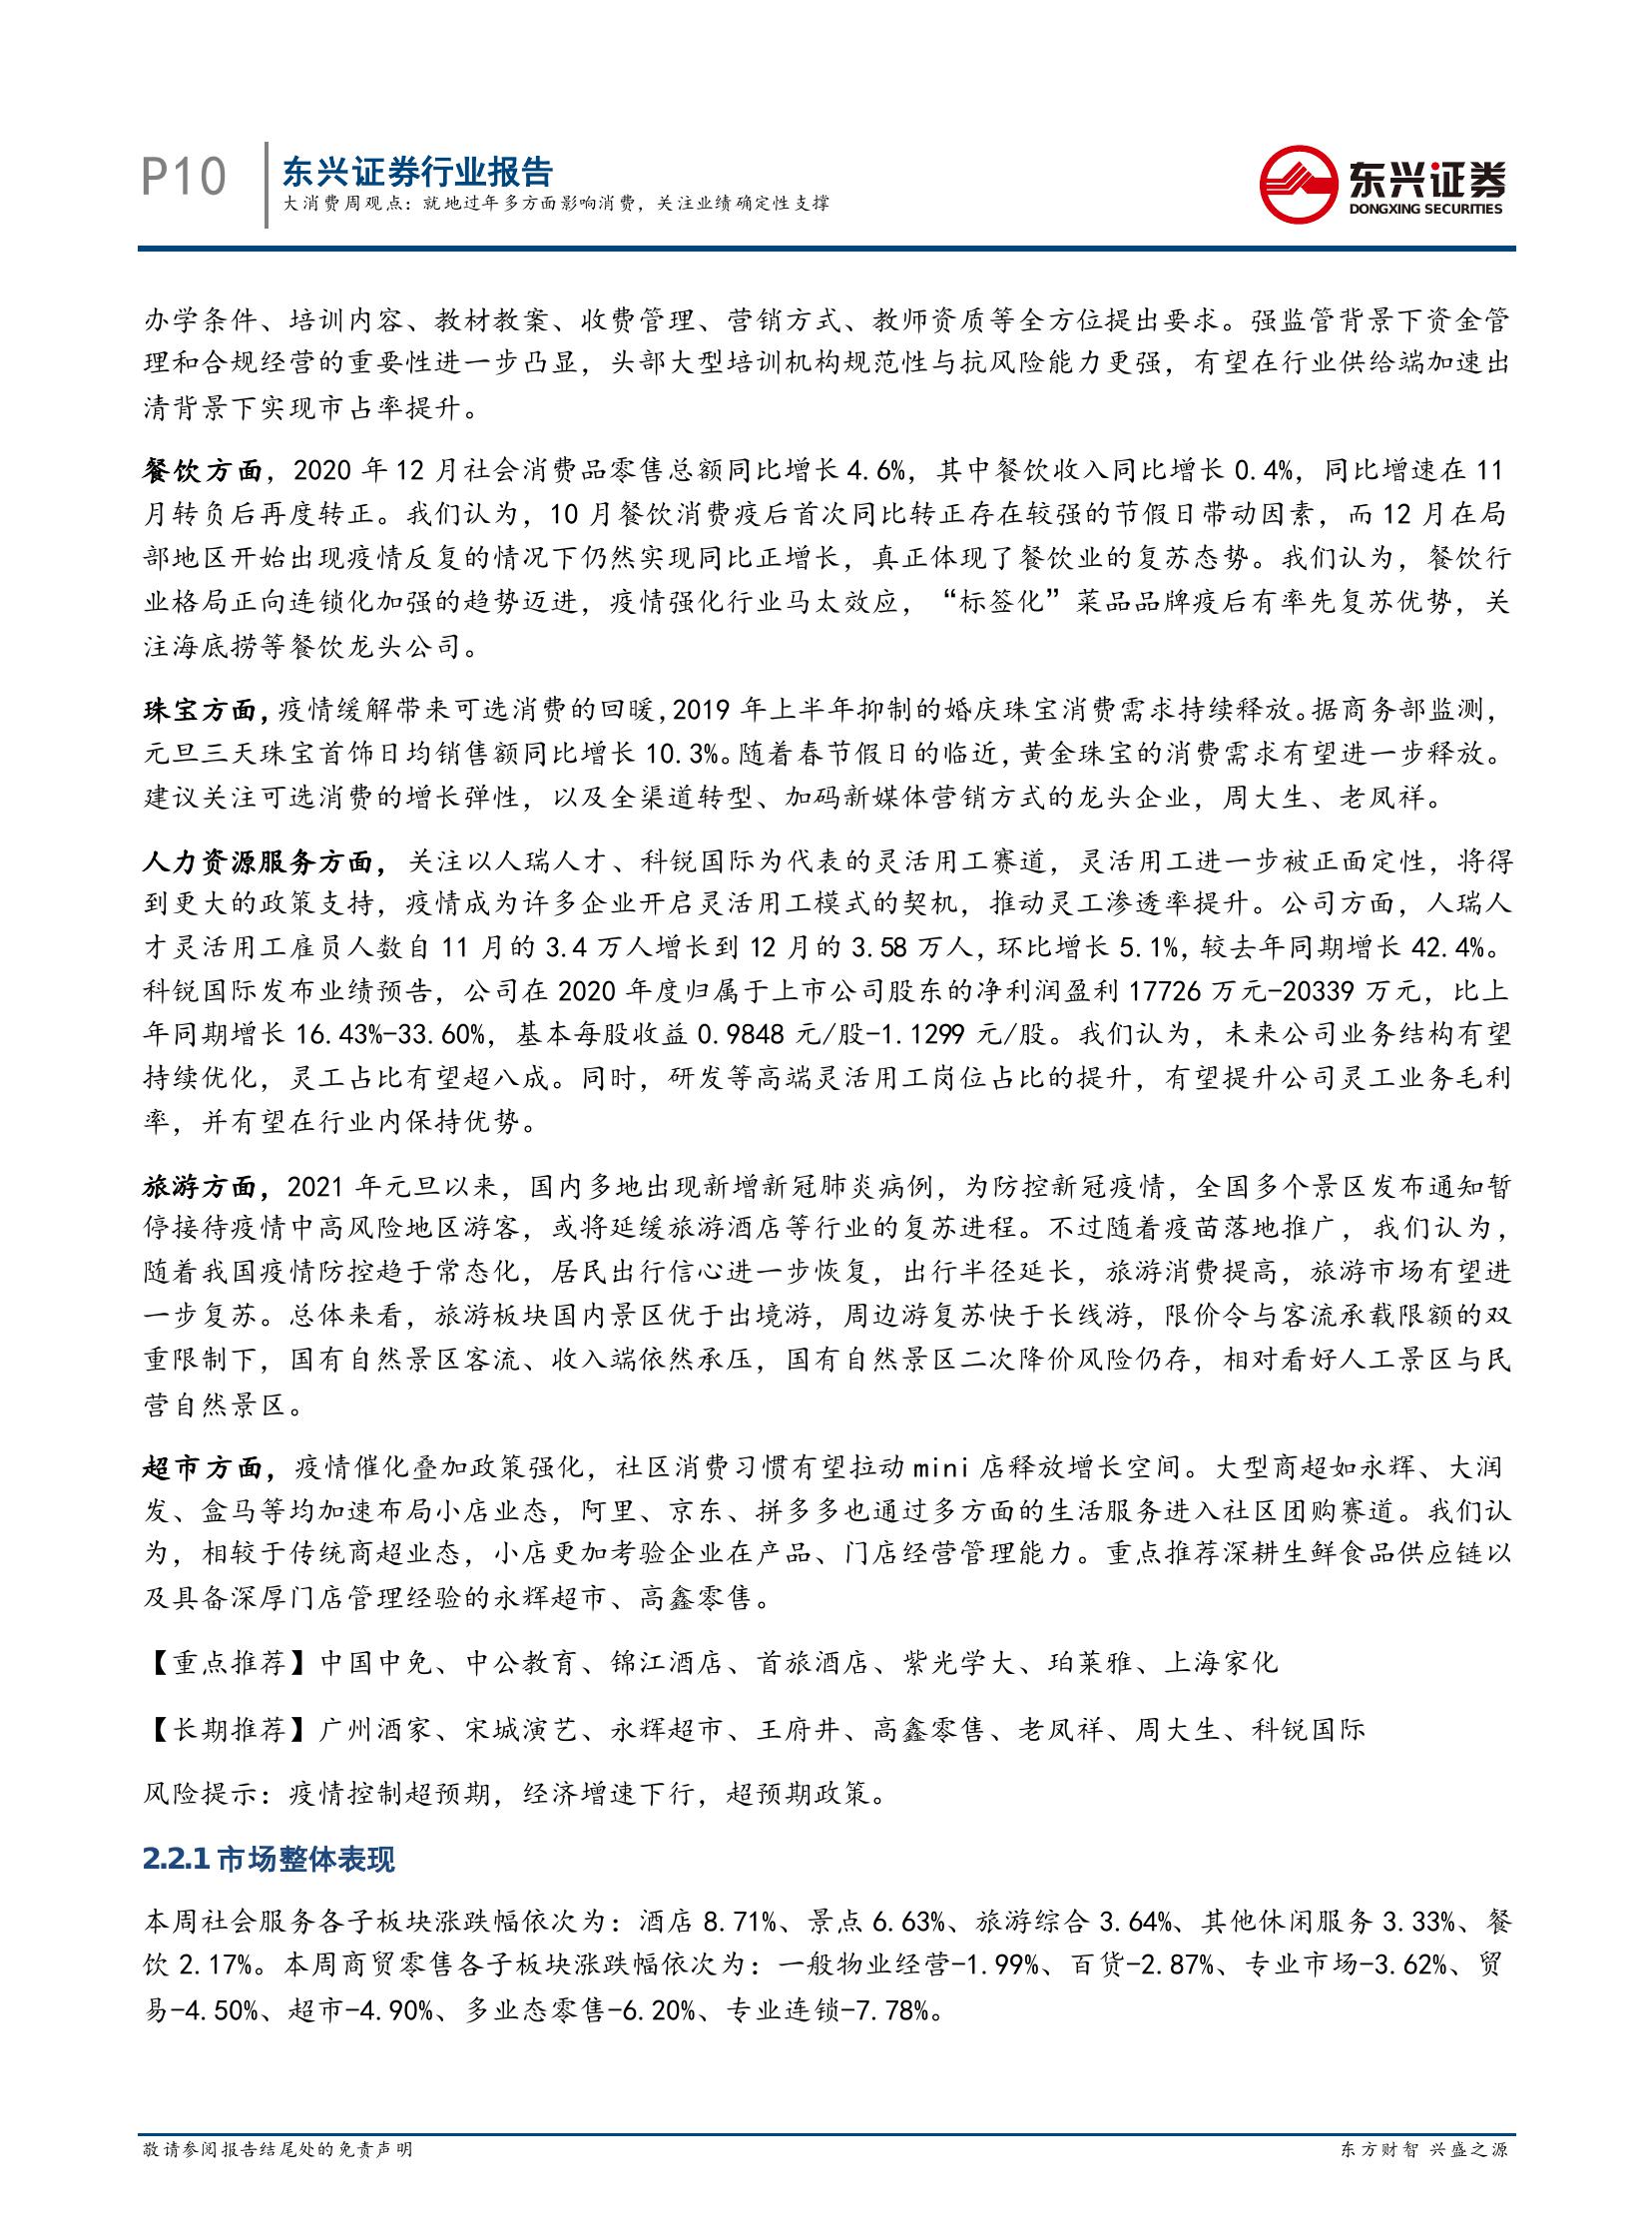 P10
东兴证券行业报告
大消费周观点：就地过年多方面影响消费，关注业绩确定性支撑
东兴证券
DONGXING SECURITIES
办学条件、培训内容、教材教案、收费管理、营销方式、教师资质等全方位提出要求。强监管背景下资金管
理和合规经营的重要性进一步凸显，头部大型培训机构规范性与抗风险能力更强，有望在行业供给端加速出
清背景下实现市占率提升。
餐饮方面，2020 年 12 月社会消费品零售总额同比增长 4.6%，其中餐饮收入同比增长 0.4%，同比增速在 11
月转负后再度转正。我们认为，10 月餐饮消费疫后首次同比转正存在较强的节假日带动因素，而 12 月在局
部地区开始出现疫情反复的情况下仍然实现同比正增长，真正体现了餐饮业的复苏态势。我们认为，餐饮行
业格局正向连锁化加强的趋势迈进，疫情强化行业马太效应，“标签化”菜品品牌疫后有率先复苏优势，关
注海底捞等餐饮龙头公司。
珠宝方面，疫情缓解带来可选消费的回暖，2019 年上半年抑制的婚庆珠宝消费需求持续释放。据商务部监测，
元旦三天珠宝首饰日均销售额同比增长 10.3%。随着春节假日的临近，黄金珠宝的消费需求有望进一步释放。
建议关注可选消费的增长弹性，以及全渠道转型、加码新媒体营销方式的龙头企业，周大生、老凤祥。
人力资源服务方面，关注以人瑞人才、科锐国际为代表的灵活用工赛道，灵活用工进一步被正面定性，将得
到更大的政策支持，疫情成为许多企业开启灵活用工模式的契机，推动灵工渗透率提升。公司方面，人瑞人
才灵活用工雇员人数自 11 月的 3.4 万人增长到 12 月的 3.58 万人，环比增长 5.1%，较去年同期增长 42.4%。
科锐国际发布业绩预告，公司在 2020 年度归属于上市公司股东的净利润盈利 17726 万元-20339 万元，比上
年同期增长 16.43%-33.60%，基本每股收益 0.9848 元/股-1.1299 元/股。我们认为，未来公司业务结构有望
持续优化，灵工占比有望超八成。同时，研发等高端灵活用工岗位占比的提升，有望提升公司灵工业务毛利
率，并有望在行业内保持优势。
旅游方面，2021 年元旦以来，国内多地出现新增新冠肺炎病例，为防控新冠疫情，全国多个景区发布通知暂
停接待疫情中高风险地区游客，或将延缓旅游酒店等行业的复苏进程。不过随着疫苗落地推广，我们认为，
随着我国疫情防控趋于常态化，居民出行信心进一步恢复，出行半径延长，旅游消费提高，旅游市场有望进
一步复苏。总体来看，旅游板块国内景区优于出境游，周边游复苏快于长线游，限价令与客流承载限额的双
重限制下，国有自然景区客流、收入端依然承压，国有自然景区二次降价风险仍存，相对看好人工景区与民
营自然景区。
超市方面，疫情催化叠加政策强化，社区消费习惯有望拉动 mini 店释放增长空间。大型商超如永辉、大润
发、盒马等均加速布局小店业态，阿里、京东、拼多多也通过多方面的生活服务进入社区团购赛道。我们认
为，相较于传统商超业态，小店更加考验企业在产品、门店经营管理能力。重点推荐深耕生鲜食品供应链以
及具备深厚门店管理经验的永辉超市、高鑫零售。
【重点推荐】中国中免、中公教育、锦江酒店、首旅酒店、紫光学大、珀莱雅、上海家化
【长期推荐】广州酒家、宋城演艺、永辉超市、王府井、高鑫零售、老凤祥、周大生、科锐国际
风险提示：疫情控制超预期，经济增速下行，超预期政策。
2.2.1 市场整体表现
本周社会服务各子板块涨跌幅依次为：酒店 8.71%、景点 6.63%、旅游综合 3.64%、其他休闲服务 3.33%、餐
饮 2.17%。本周商贸零售各子板块涨跌幅依次为：一般物业经营-1.99%、百货-2.87%、专业市场-3.62%、贸
易-4.50%、超市-4.90%、多业态零售-6.20%、专业连锁-7.78%。
敬请参阅报告结尾处的免责声明
东方财智 兴盛之源